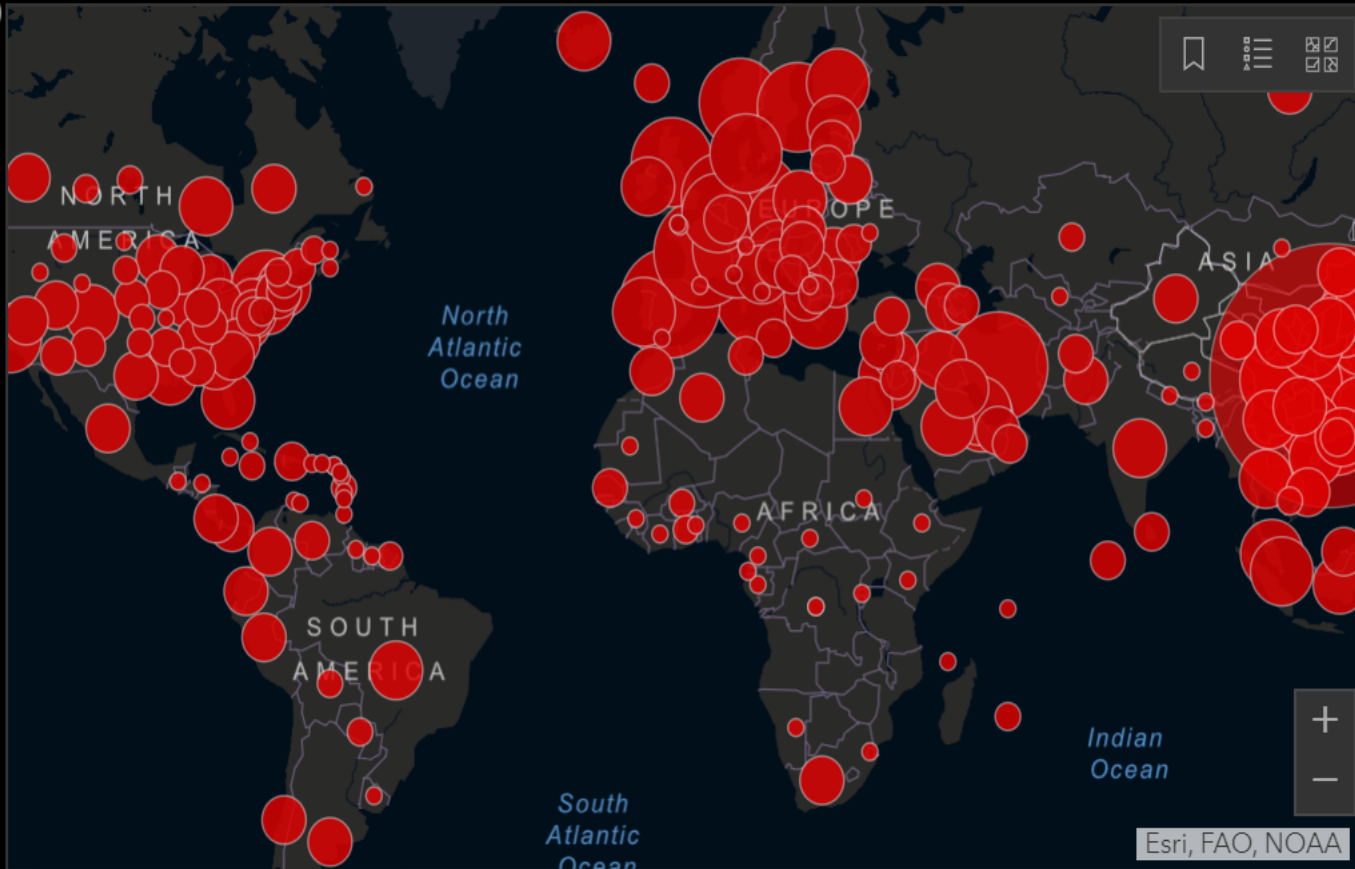 NORTH
AMERICA
EUROPE
ASIA
North
Atlantic
Ocean
AFRICA
SOUTH
AMERICA
Indian
Ocean
South
Atlantic
Ocean
Esri, FAO, NOAA